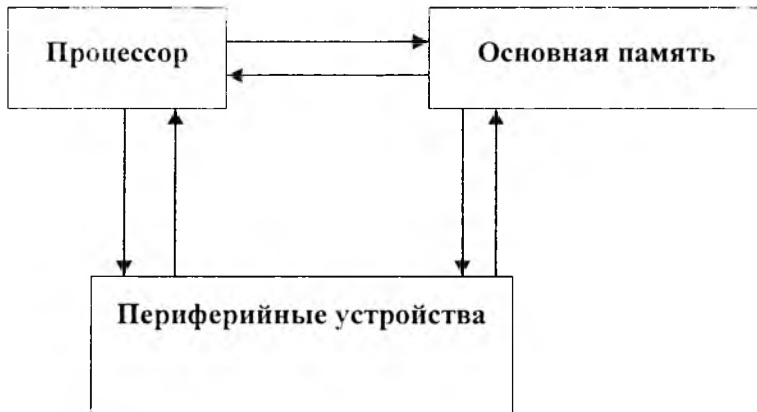 Процессор
Основная память
Периферийные устройства